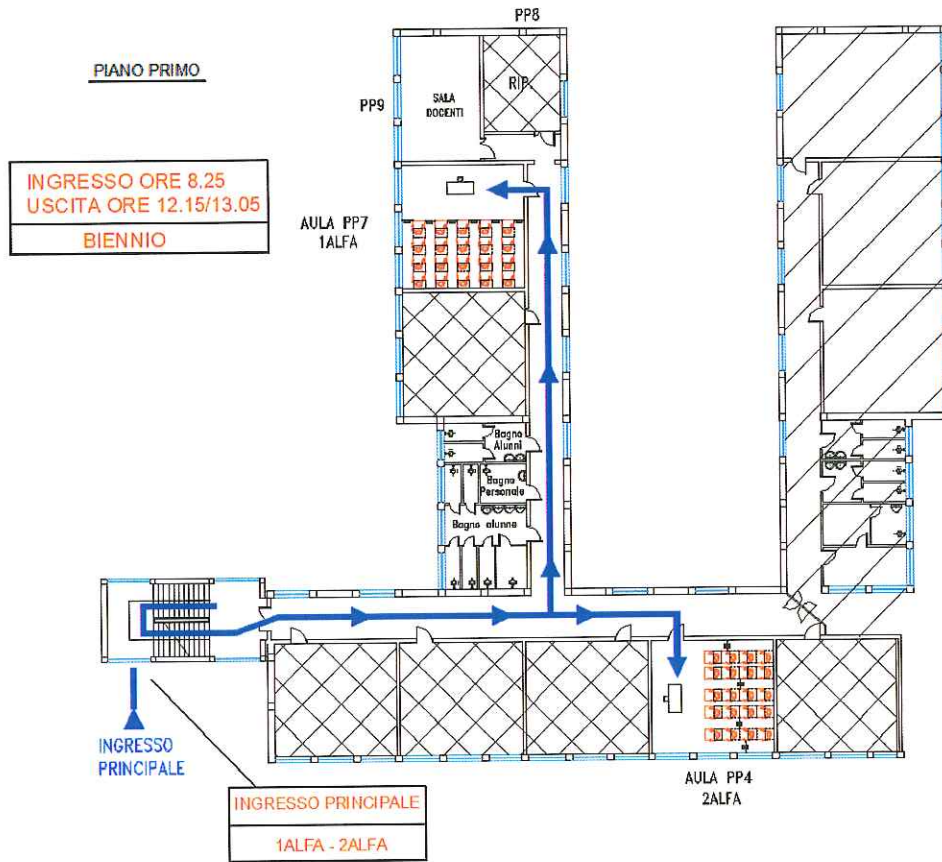 PP8
PIANO PRIMO
RIP.
PP9
SALA
DOCENTI
INGRESSO ORE 8.25
USCITA ORE 12.15/13.05
BIENNIO
AULA PP7
1ALFA
Bagno
Alunni
Bagno
Personale
Bagno alunne
INGRESSO
PRINCIPALE
AULA PP4
2ALFA
INGRESSO PRINCIPALE
1ALFA - 2ALFA